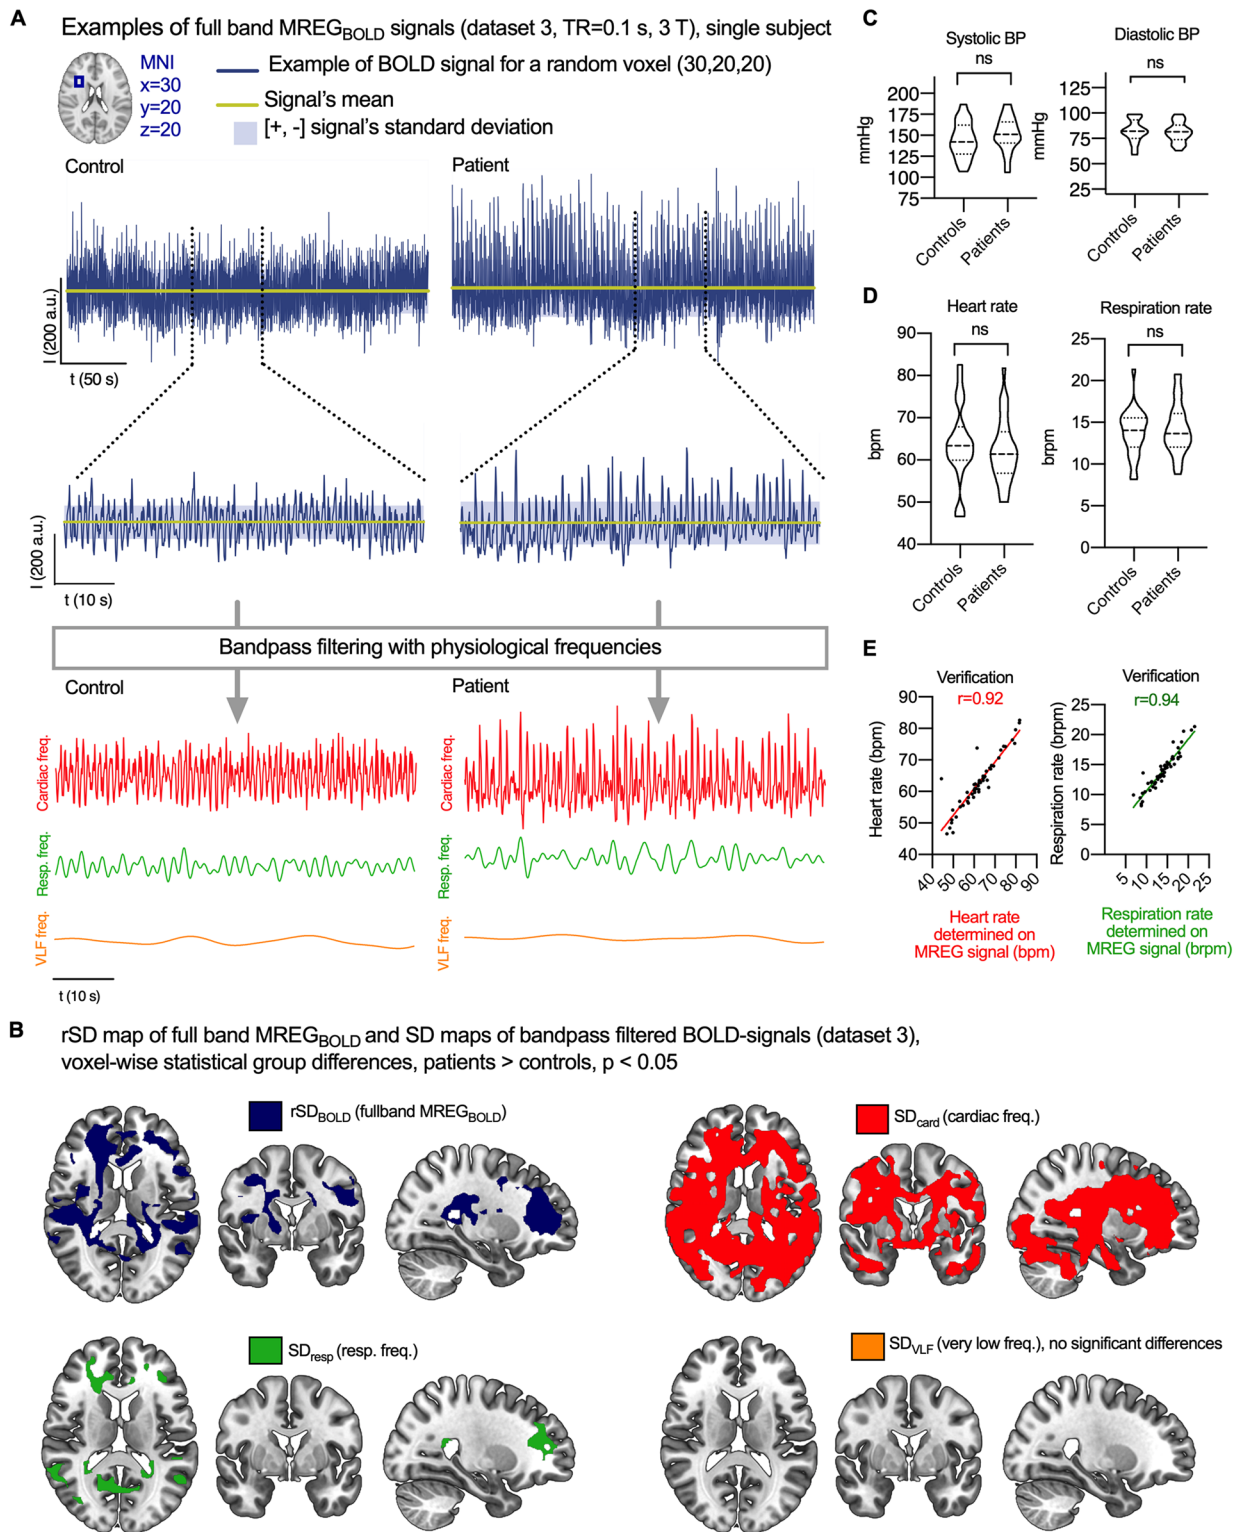 A
Examples of full band MREG_BOLD signals (dataset 3, TR=0.1 s, 3 T), single subject
MNI
x=30
y=20
z=20
Example of BOLD signal for a random voxel (30,20,20)
Signal's mean
[+, -] signal's standard deviation
Control
Patient
I (200 a.u.)
t (50 s)
I (200 a.u.)
t (10 s)
Bandpass filtering with physiological frequencies
Control
Patient
Cardiac freq.
Cardiac freq.
Resp. freq.
Resp. freq.
VLF freq.
VLF freq.
t (10 s)
C
Systolic BP
ns
200
175
150
125
100
75
mmHg
Controls
Patients
Diastolic BP
ns
125
100
75
50
25
mmHg
Controls
Patients
D
Heart rate
ns
90
80
70
60
50
40
bpm
Controls
Patients
Respiration rate
ns
25
20
15
10
5
0
brpm
Controls
Patients
E
Verification
r=0.92
90
80
70
60
50
40
Heart rate (bpm)
40 50 60 70 80 90
Heart rate
determined on
MREG signal (bpm)
Verification
r=0.94
25
20
15
10
5
0
Respiration rate (brpm)
5 10 15 20 25
Respiration rate
determined on
MREG signal (brpm)
B
rSD map of full band MREG_BOLD and SD maps of bandpass filtered BOLD-signals (dataset 3),
voxel-wise statistical group differences, patients > controls, p < 0.05
rSD_BOLD (fullband MREG_BOLD)
SD_card (cardiac freq.)
SD_resp (resp. freq.)
SD_VLF (very low freq.), no significant differences